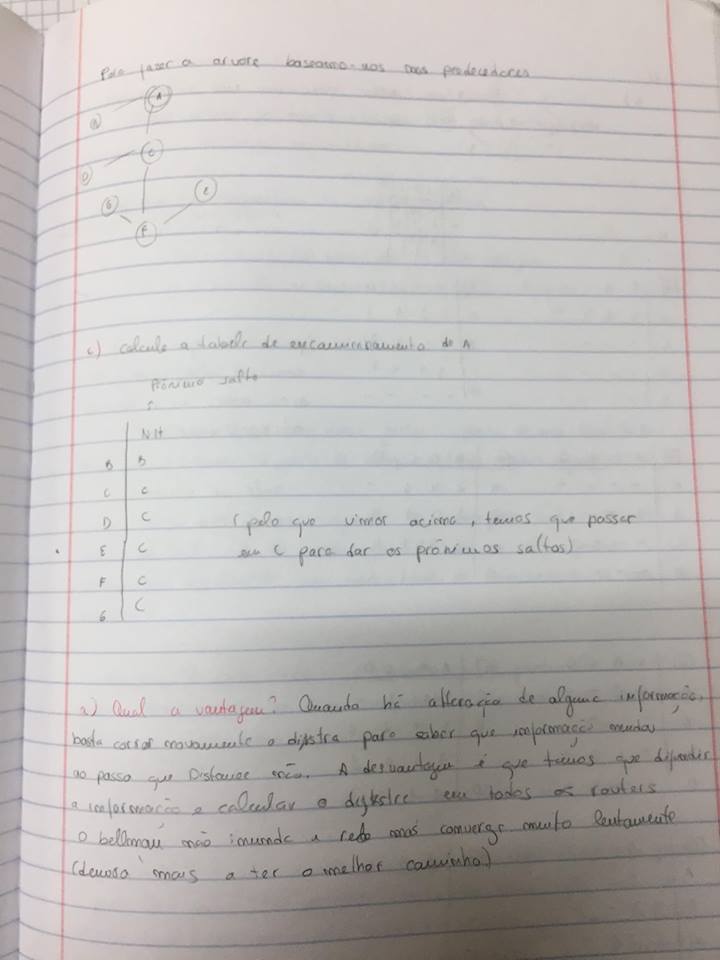 Para fazer a arvore baseamo-nos nos predecedores
A
B
C
D
G
E
F
c) calcule a tabele de encaminhamento do A
Próximo salto
NH
B B
C C
D C (pelo que vimos acima, temos que passar
E C em C para dar os próximos saltos)
F C
G C
a) Qual a vantagem? Quando há alteração de alguma informação,
basta correr novamente o dijstra para saber que informação mudou
ao passo que Distance não. A desvantagem é que temos que difundir
a informação e calcular o dijkstre em todos os routers
O bellman não inunda a rede mas converge muito lentamente
(demora mais a ter o melhor caminho)